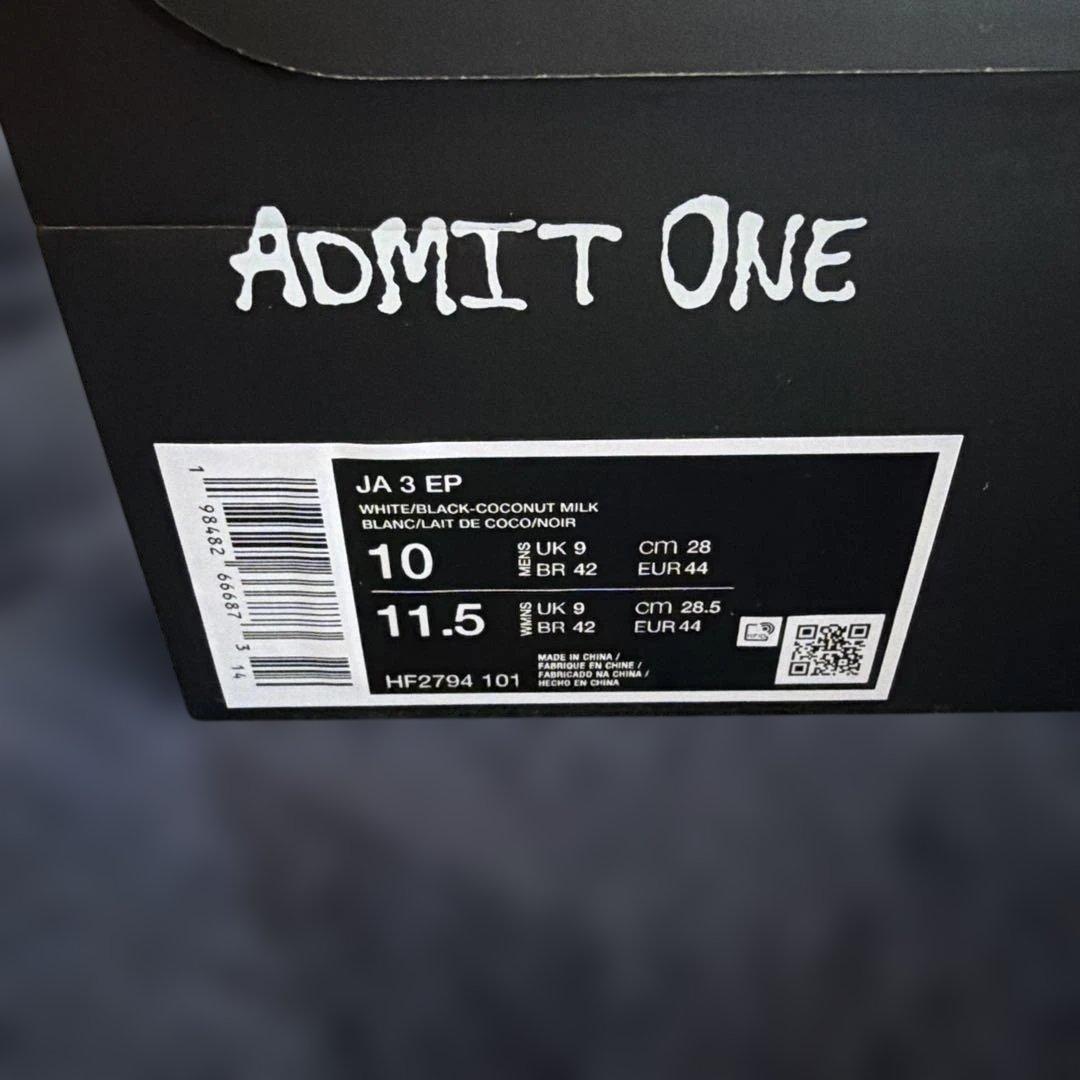 ADMIT ONE
1 98482 66687 3 14
JA 3 EP
WHITE/BLACK-COCONUT MILK
BLANC/LAIT DE COCO/NOIR
10 MENS UK 9 cm 28
BR 42 EUR 44
11.5 WMNS UK 9 cm 28.5
BR 42 EUR 44
HF2794 101
MADE IN CHINA /
FABRIQUE EN CHINE /
FABRICADO NA CHINA /
HECHO EN CHINA
RFID